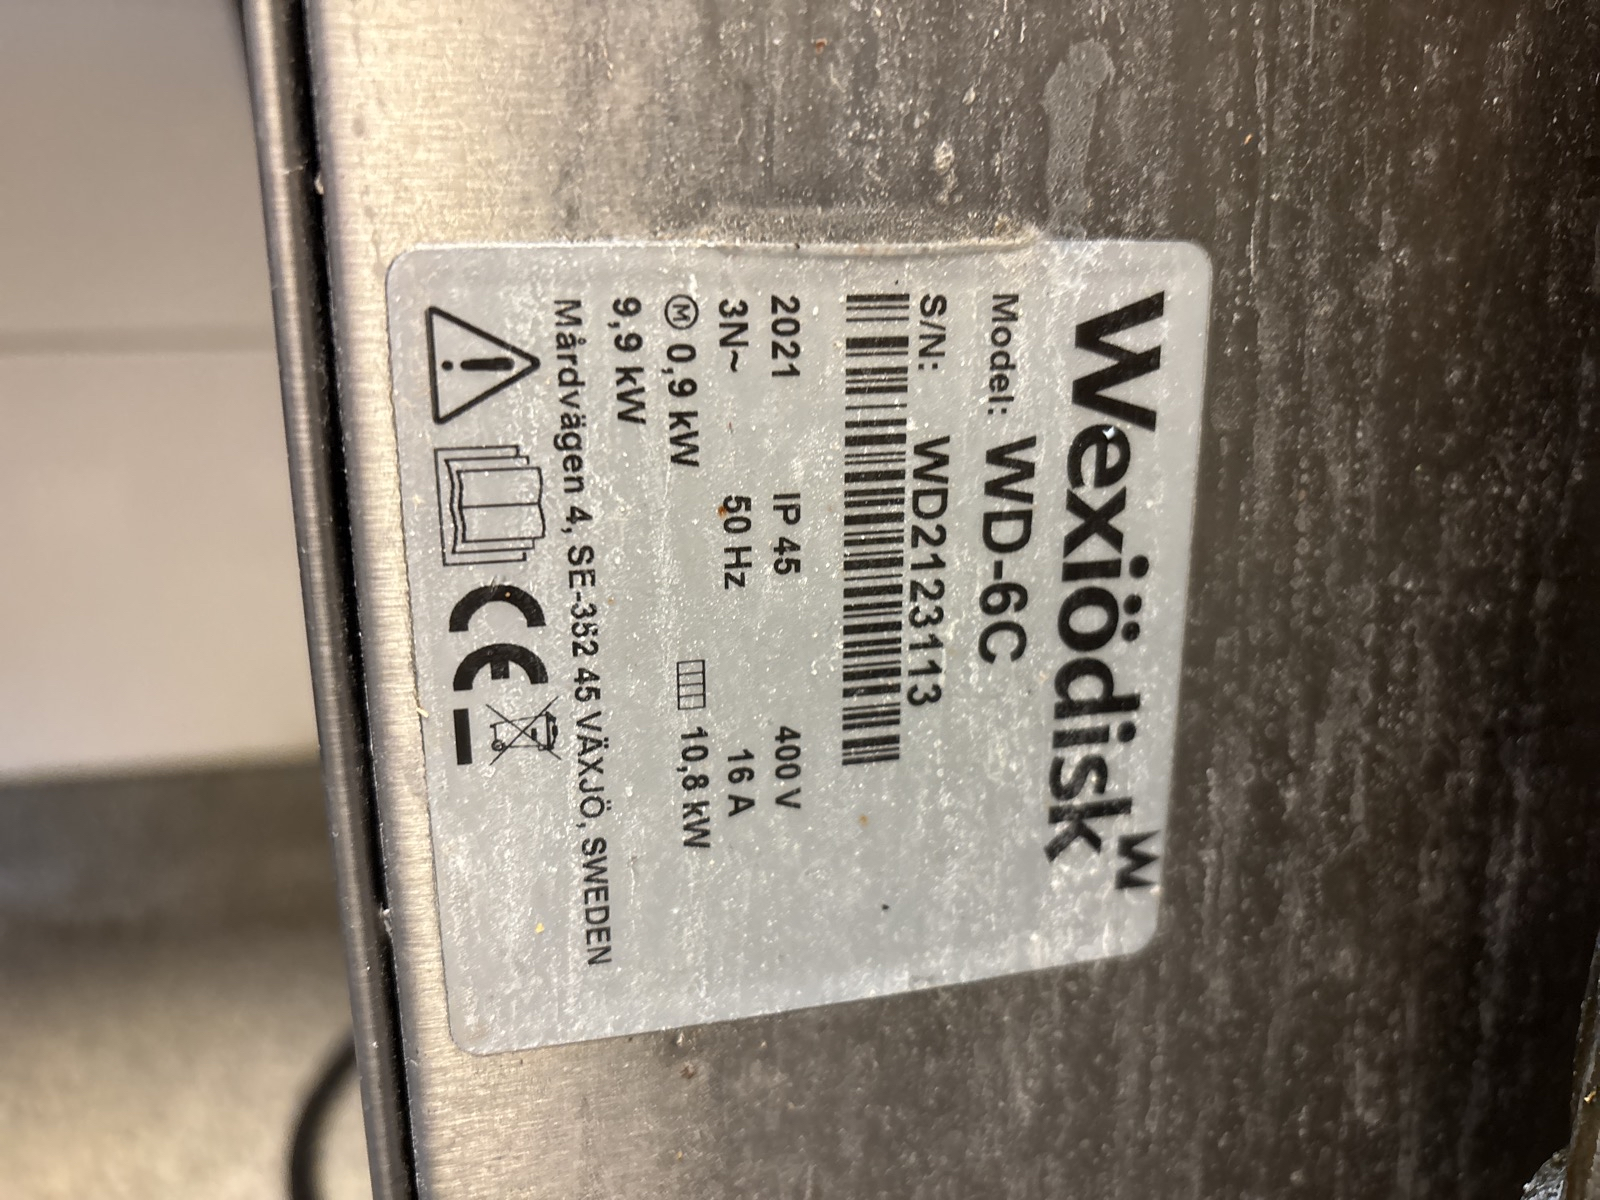 Wexiödisk
Model: WD-6C
S/N: WD2123113
2021 IP 45 400 V
3N~ 50 Hz 16 A
M 0,9 kW 10,8 kW
9,9 kW
Mårdvägen 4, SE-352 45 VÄXJÖ, SWEDEN
CE